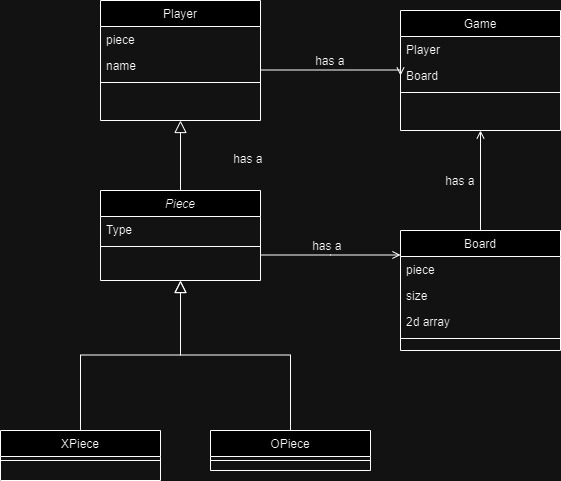 Player
piece
name
has a
Game
Player
Board
has a
has a
Piece
Type
has a
Board
piece
size
2d array
XPiece
OPiece